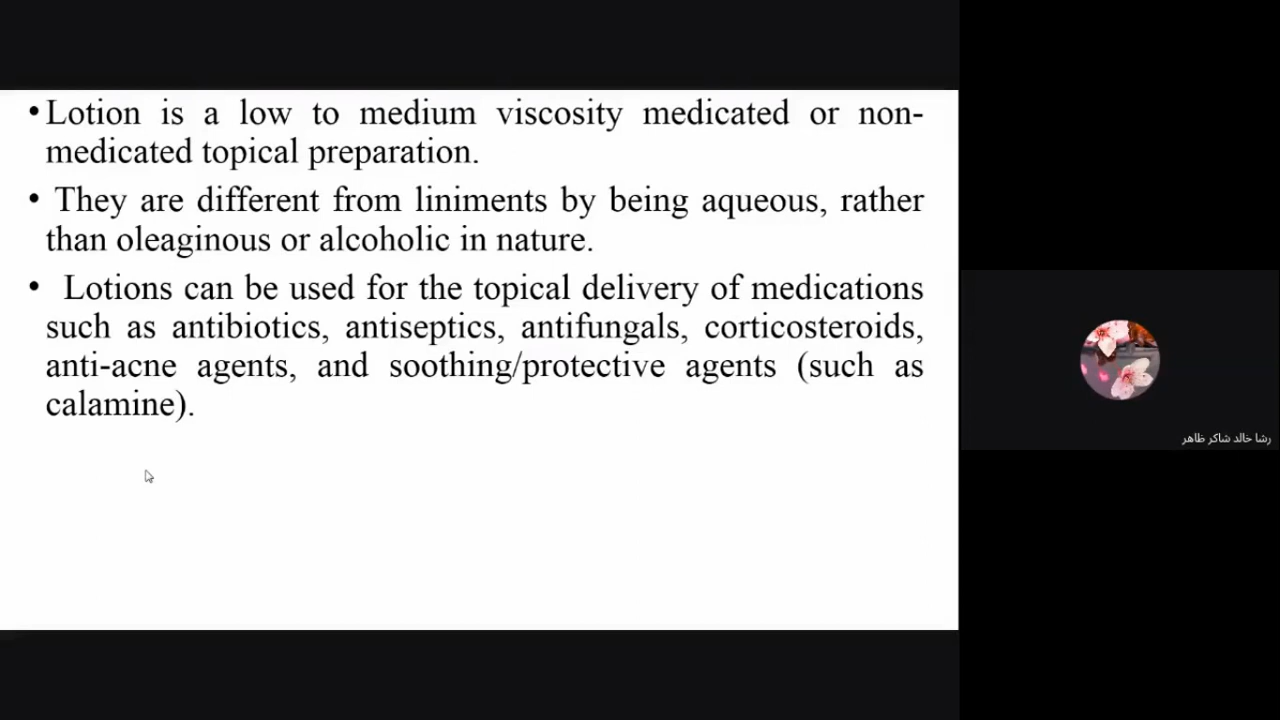 •Lotion is a low to medium viscosity medicated or non-
medicated topical preparation.
• They are different from liniments by being aqueous, rather
than oleaginous or alcoholic in nature.
• Lotions can be used for the topical delivery of medications
such as antibiotics, antiseptics, antifungals, corticosteroids,
anti-acne agents, and soothing/protective agents (such as
calamine).
رشا خالد شاكر ظاهر